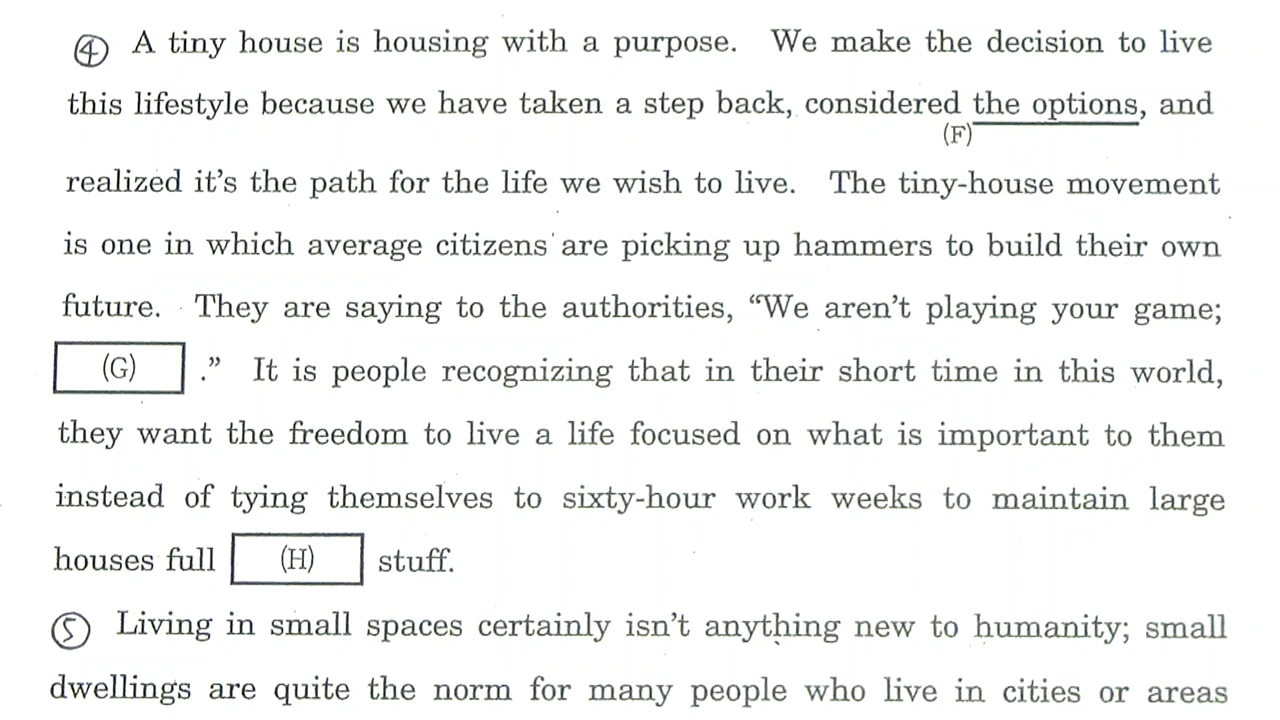 ④ A tiny house is housing with a purpose. We make the decision to live
this lifestyle because we have taken a step back, considered the options, and
(F)
realized it's the path for the life we wish to live. The tiny-house movement
is one in which average citizens are picking up hammers to build their own
future. They are saying to the authorities, “We aren't playing your game;
(G) .” It is people recognizing that in their short time in this world,
they want the freedom to live a life focused on what is important to them
instead of tying themselves to sixty-hour work weeks to maintain large
houses full (H) stuff.
⑤ Living in small spaces certainly isn't anything new to humanity; small
dwellings are quite the norm for many people who live in cities or areas